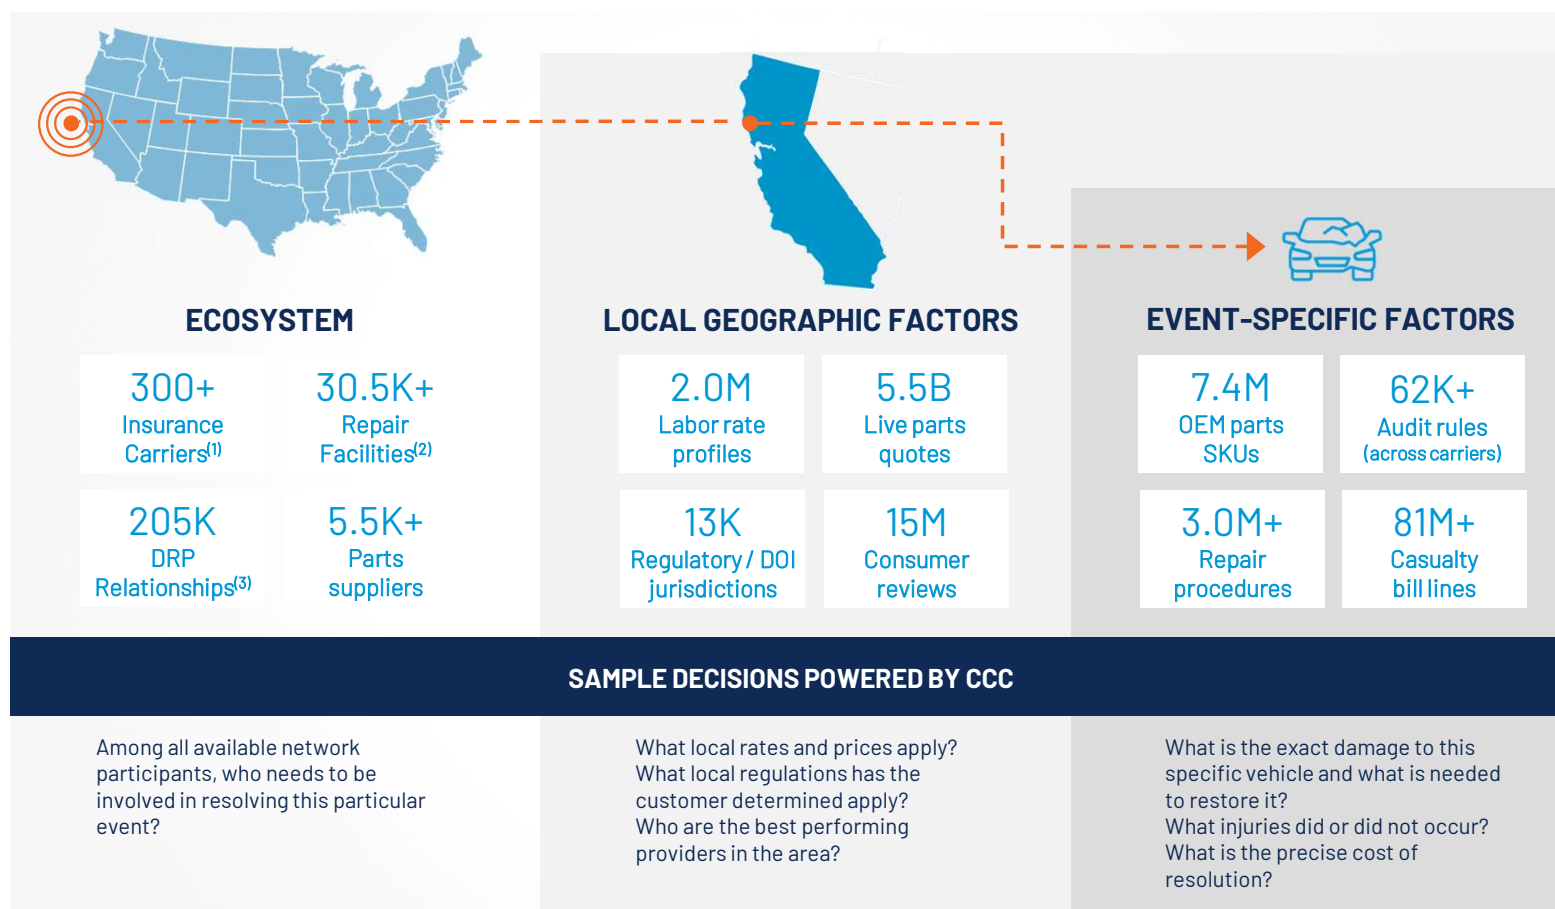 ECOSYSTEM
300+
Insurance
Carriers(1)
30.5K+
Repair
Facilities(2)
205K
DRP
Relationships(3)
5.5K+
Parts
suppliers
LOCAL GEOGRAPHIC FACTORS
2.0M
Labor rate
profiles
5.5B
Live parts
quotes
13K
Regulatory / DOI
jurisdictions
15M
Consumer
reviews
EVENT-SPECIFIC FACTORS
7.4M
OEM parts
SKUs
62K+
Audit rules
(across carriers)
3.0M+
Repair
procedures
81M+
Casualty
bill lines
SAMPLE DECISIONS POWERED BY CCC
Among all available network
participants, who needs to be
involved in resolving this particular
event?
What local rates and prices apply?
What local regulations has the
customer determined apply?
Who are the best performing
providers in the area?
What is the exact damage to this
specific vehicle and what is needed
to restore it?
What injuries did or did not occur?
What is the precise cost of
resolution?